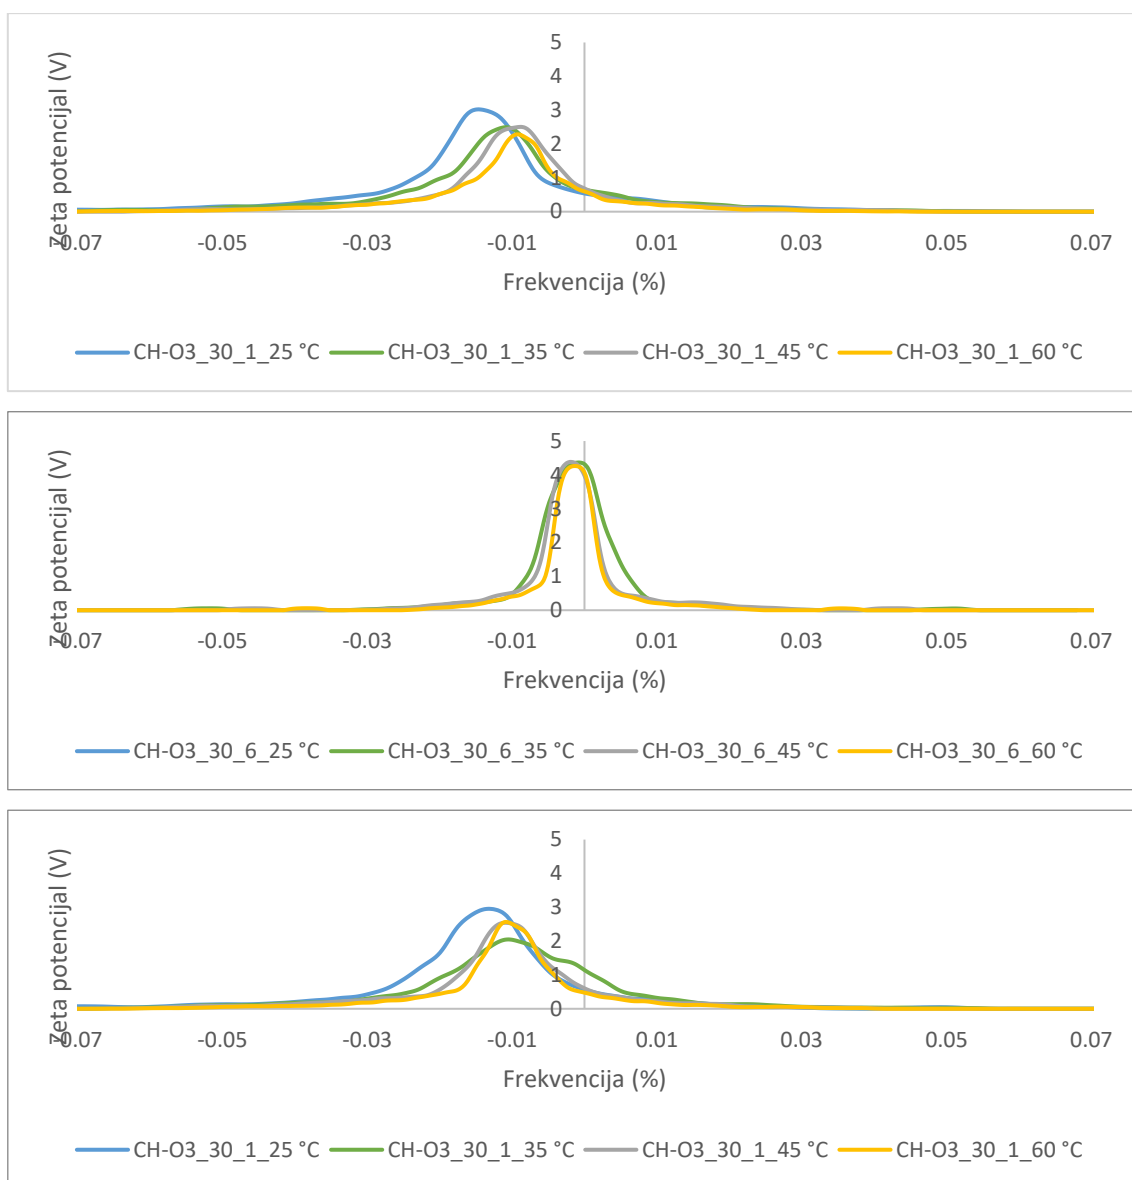 Zeta potencijal (V)
5
4
3
2
1
0
-0.07 -0.05 -0.03 -0.01 0.01 0.03 0.05 0.07
Frekvencija (%)
CH-O3_30_1_25 °C CH-O3_30_1_35 °C CH-O3_30_1_45 °C CH-O3_30_1_60 °C
Zeta potencijal (V)
5
4
3
2
1
0
-0.07 -0.05 -0.03 -0.01 0.01 0.03 0.05 0.07
Frekvencija (%)
CH-O3_30_6_25 °C CH-O3_30_6_35 °C CH-O3_30_6_45 °C CH-O3_30_6_60 °C
Zeta potencijal (V)
5
4
3
2
1
0
-0.07 -0.05 -0.03 -0.01 0.01 0.03 0.05 0.07
Frekvencija (%)
CH-O3_30_1_25 °C CH-O3_30_1_35 °C CH-O3_30_1_45 °C CH-O3_30_1_60 °C